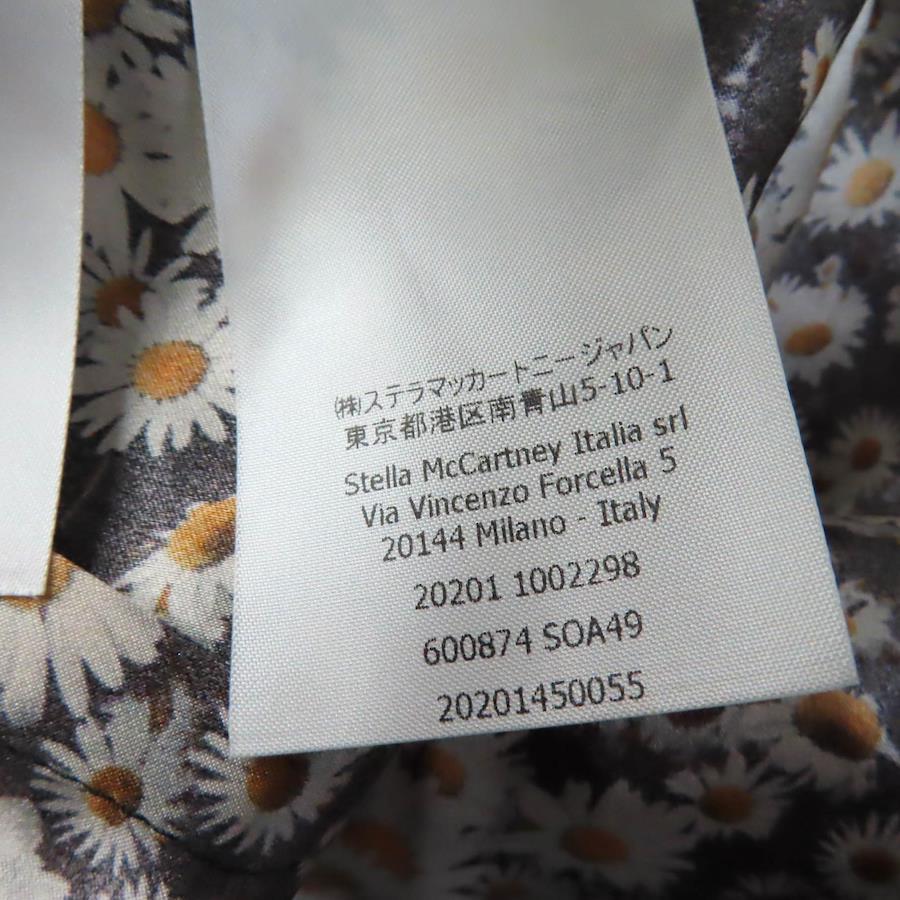 ㈱ステラマッカートニージャパン
東京都港区南青山5-10-1
Stella McCartney Italia srl
Via Vincenzo Forcella 5
20144 Milano - Italy
20201 1002298
600874 SOA49
20201450055